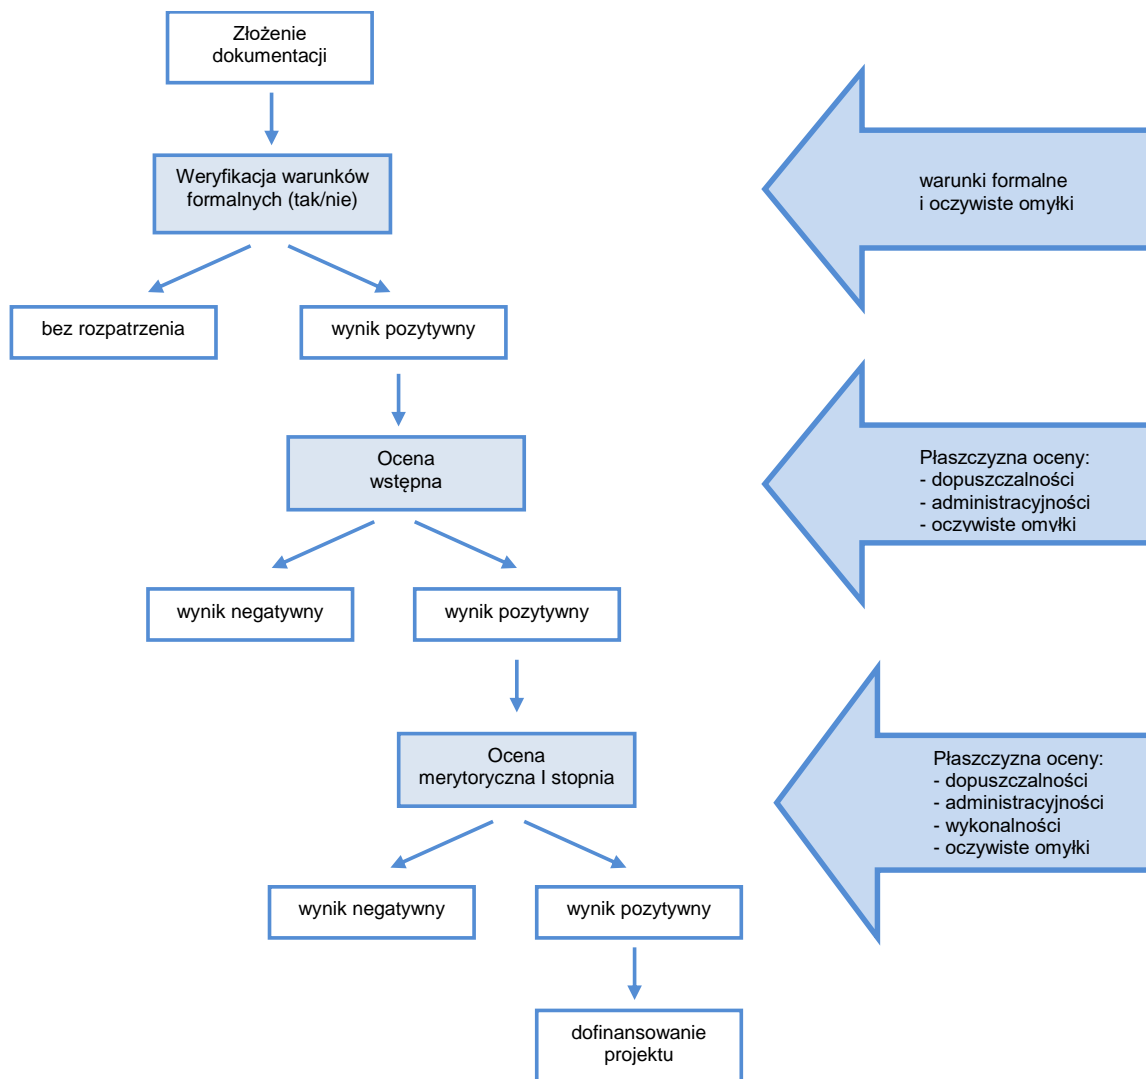 Złożenie
dokumentacji
Weryfikacja warunków
formalnych (tak/nie)
warunki formalne
i oczywiste omyłki
bez rozpatrzenia
wynik pozytywny
Ocena
wstępna
Płaszczyzna oceny:
- dopuszczalności
- administracyjności
- oczywiste omyłki
wynik negatywny
wynik pozytywny
Ocena
merytoryczna I stopnia
Płaszczyzna oceny:
- dopuszczalności
- administracyjności
- wykonalności
- oczywiste omyłki
wynik negatywny
wynik pozytywny
dofinansowanie
projektu